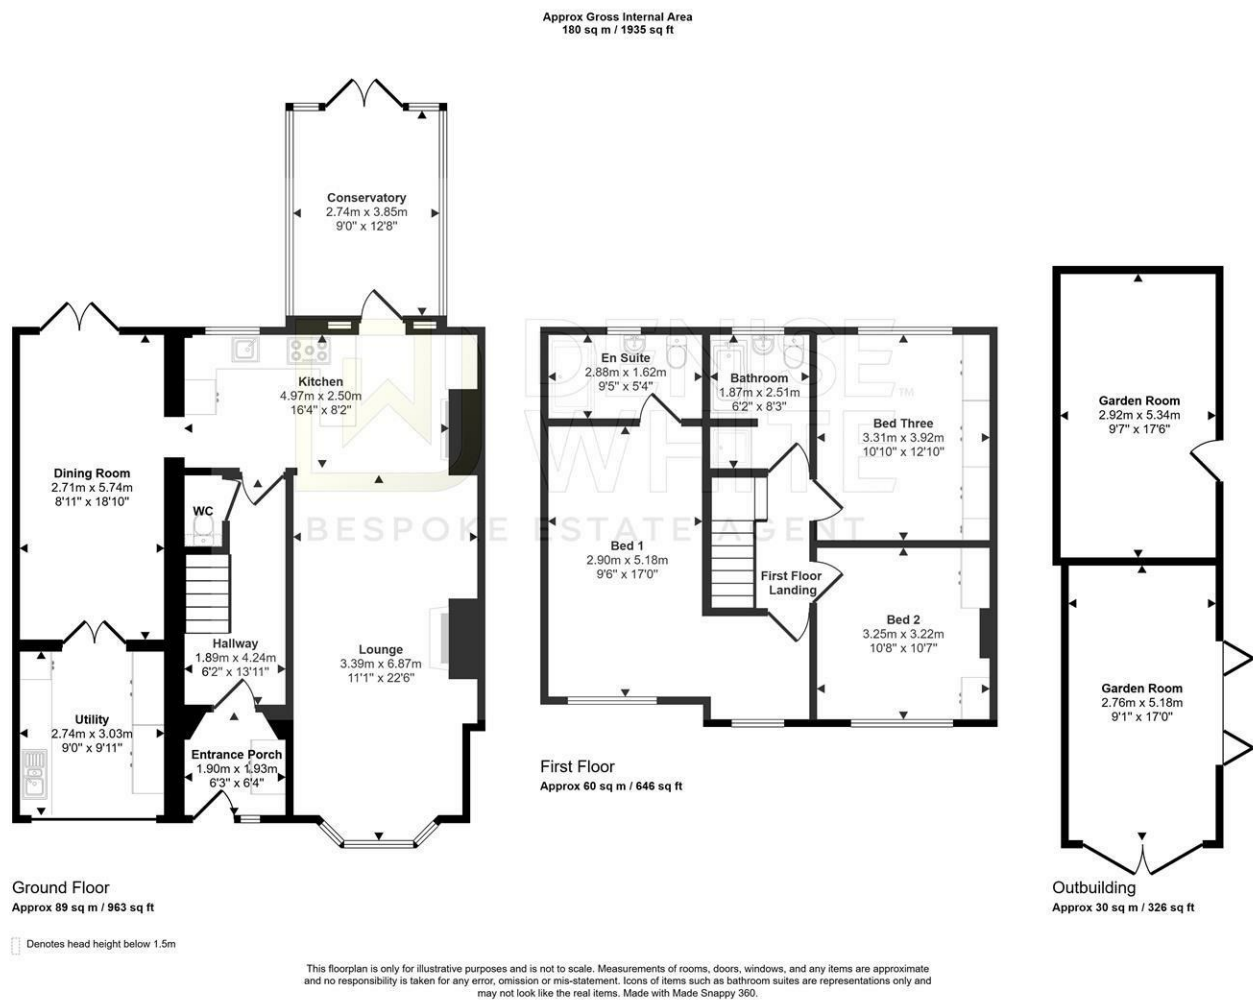 Approx Gross Internal Area
180 sq m / 1935 sq ft
Conservatory
2.74m x 3.85m
9'0" x 12'8"
Kitchen
4.97m x 2.50m
16'4" x 8'2"
Dining Room
2.71m x 5.74m
8'11" x 18'10"
WC
Hallway
1.89m x 4.24m
6'2" x 13'11"
Lounge
3.39m x 6.87m
11'1" x 22'6"
Utility
2.74m x 3.03m
9'0" x 9'11"
Entrance Porch
1.90m x 1.93m
6'3" x 6'4"
Ground Floor
Approx 89 sq m / 963 sq ft
Denotes head height below 1.5m
En Suite
2.88m x 1.62m
9'5" x 5'4"
Bathroom
1.87m x 2.51m
6'2" x 8'3"
Bed Three
3.31m x 3.92m
10'10" x 12'10"
Bed 1
2.90m x 5.18m
9'6" x 17'0"
First Floor
Landing
Bed 2
3.25m x 3.22m
10'8" x 10'7"
First Floor
Approx 60 sq m / 646 sq ft
Garden Room
2.92m x 5.34m
9'7" x 17'6"
Garden Room
2.76m x 5.18m
9'1" x 17'0"
Outbuilding
Approx 30 sq m / 326 sq ft
DENISE
WHITE™
BESPOKE ESTATE AGENT
This floorplan is only for illustrative purposes and is not to scale. Measurements of rooms, doors, windows, and any items are approximate
and no responsibility is taken for any error, omission or mis-statement. Icons of items such as bathroom suites are representations only and
may not look like the real items. Made with Made Snappy 360.